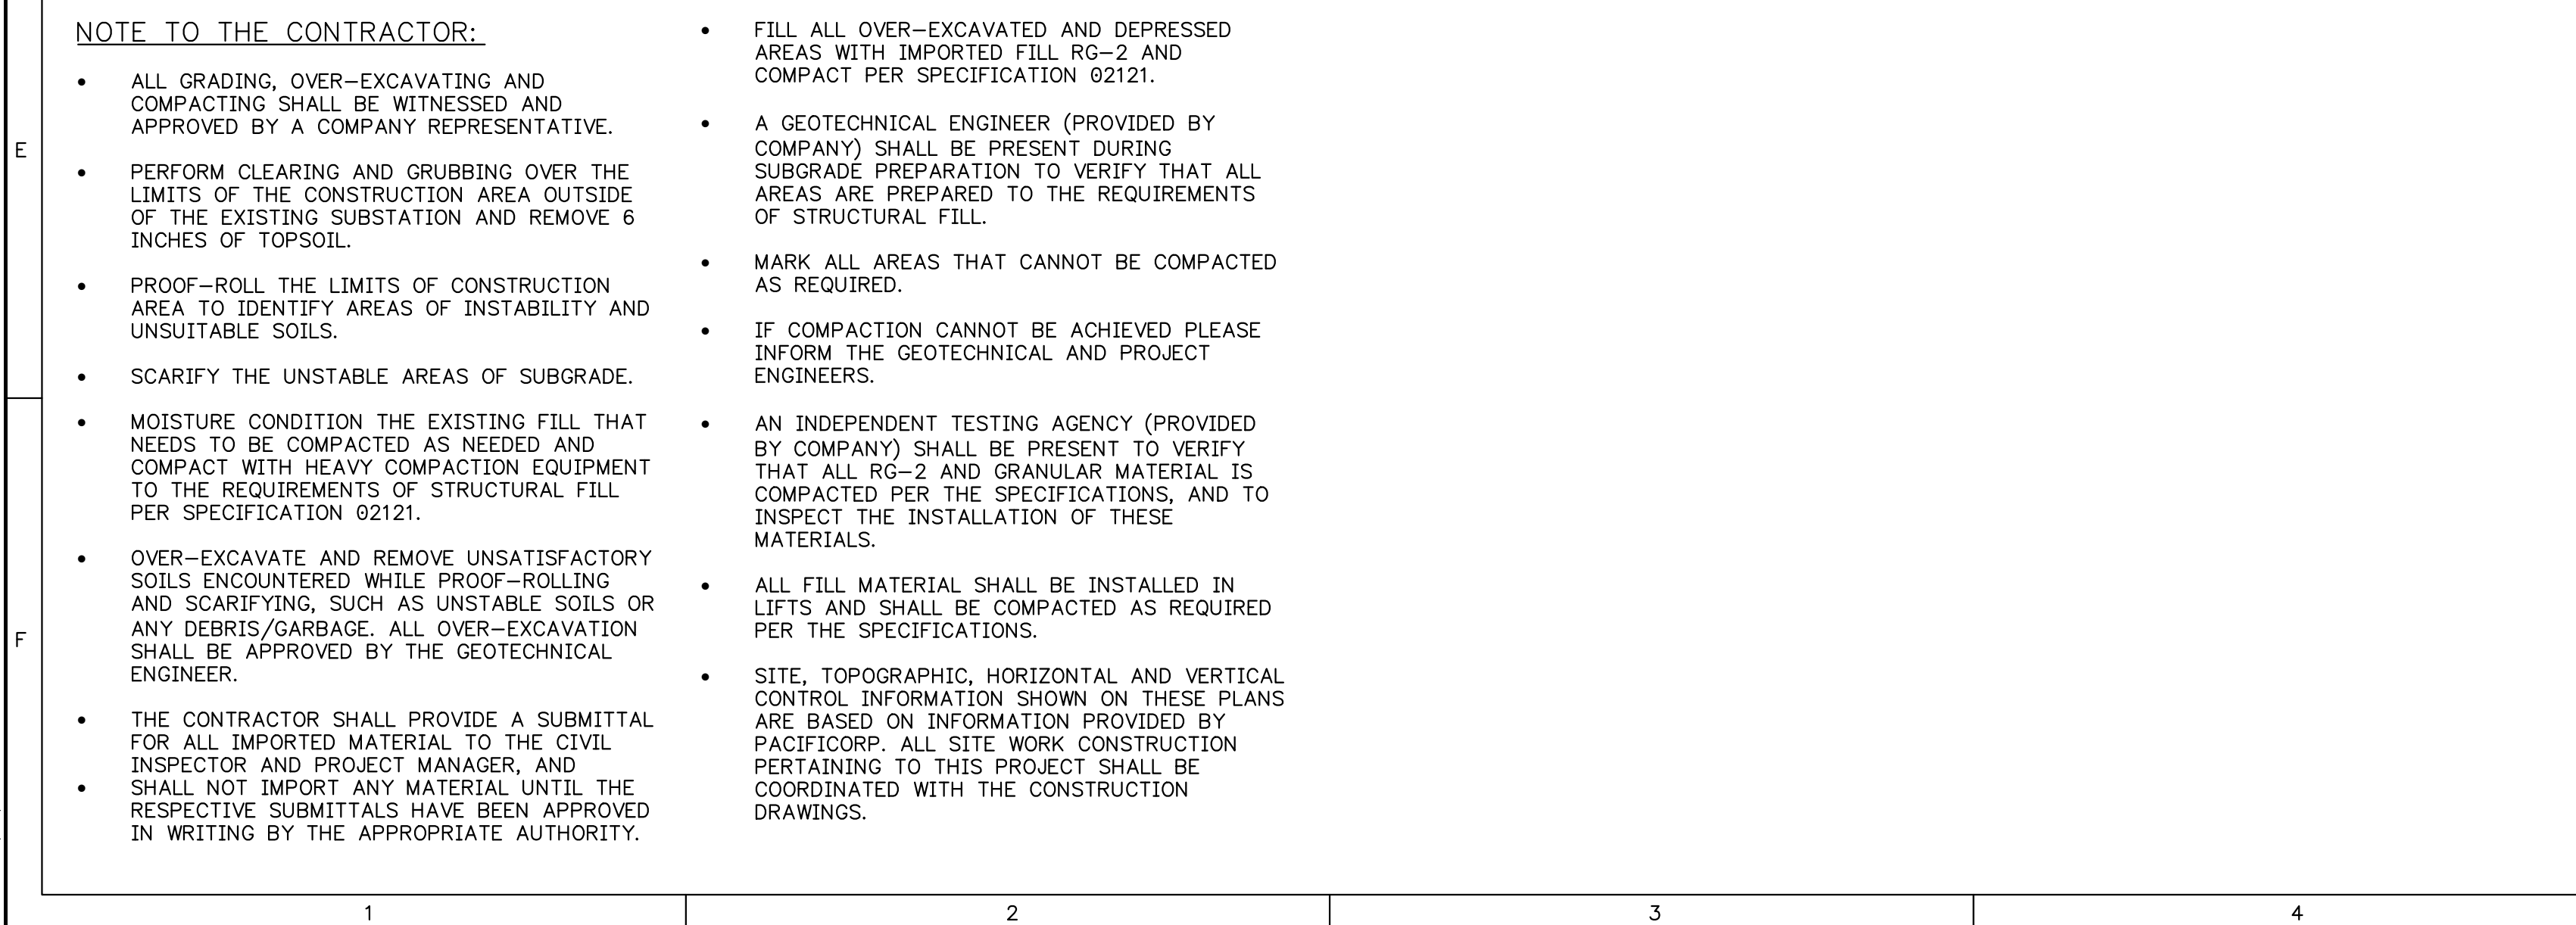 NOTE TO THE CONTRACTOR:
• ALL GRADING, OVER-EXCAVATING AND
COMPACTING SHALL BE WITNESSED AND
APPROVED BY A COMPANY REPRESENTATIVE.
• PERFORM CLEARING AND GRUBBING OVER THE
LIMITS OF THE CONSTRUCTION AREA OUTSIDE
OF THE EXISTING SUBSTATION AND REMOVE 6
INCHES OF TOPSOIL.
• PROOF-ROLL THE LIMITS OF CONSTRUCTION
AREA TO IDENTIFY AREAS OF INSTABILITY AND
UNSUITABLE SOILS.
• SCARIFY THE UNSTABLE AREAS OF SUBGRADE.
• MOISTURE CONDITION THE EXISTING FILL THAT
NEEDS TO BE COMPACTED AS NEEDED AND
COMPACT WITH HEAVY COMPACTION EQUIPMENT
TO THE REQUIREMENTS OF STRUCTURAL FILL
PER SPECIFICATION 02121.
• OVER-EXCAVATE AND REMOVE UNSATISFACTORY
SOILS ENCOUNTERED WHILE PROOF-ROLLING
AND SCARIFYING, SUCH AS UNSTABLE SOILS OR
ANY DEBRIS/GARBAGE. ALL OVER-EXCAVATION
SHALL BE APPROVED BY THE GEOTECHNICAL
ENGINEER.
• THE CONTRACTOR SHALL PROVIDE A SUBMITTAL
FOR ALL IMPORTED MATERIAL TO THE CIVIL
INSPECTOR AND PROJECT MANAGER, AND
• SHALL NOT IMPORT ANY MATERIAL UNTIL THE
RESPECTIVE SUBMITTALS HAVE BEEN APPROVED
IN WRITING BY THE APPROPRIATE AUTHORITY.
• FILL ALL OVER-EXCAVATED AND DEPRESSED
AREAS WITH IMPORTED FILL RG-2 AND
COMPACT PER SPECIFICATION 02121.
• A GEOTECHNICAL ENGINEER (PROVIDED BY
COMPANY) SHALL BE PRESENT DURING
SUBGRADE PREPARATION TO VERIFY THAT ALL
AREAS ARE PREPARED TO THE REQUIREMENTS
OF STRUCTURAL FILL.
• MARK ALL AREAS THAT CANNOT BE COMPACTED
AS REQUIRED.
• IF COMPACTION CANNOT BE ACHIEVED PLEASE
INFORM THE GEOTECHNICAL AND PROJECT
ENGINEERS.
• AN INDEPENDENT TESTING AGENCY (PROVIDED
BY COMPANY) SHALL BE PRESENT TO VERIFY
THAT ALL RG-2 AND GRANULAR MATERIAL IS
COMPACTED PER THE SPECIFICATIONS, AND TO
INSPECT THE INSTALLATION OF THESE
MATERIALS.
• ALL FILL MATERIAL SHALL BE INSTALLED IN
LIFTS AND SHALL BE COMPACTED AS REQUIRED
PER THE SPECIFICATIONS.
• SITE, TOPOGRAPHIC, HORIZONTAL AND VERTICAL
CONTROL INFORMATION SHOWN ON THESE PLANS
ARE BASED ON INFORMATION PROVIDED BY
PACIFICORP. ALL SITE WORK CONSTRUCTION
PERTAINING TO THIS PROJECT SHALL BE
COORDINATED WITH THE CONSTRUCTION
DRAWINGS.
E
F
1
2
3
4